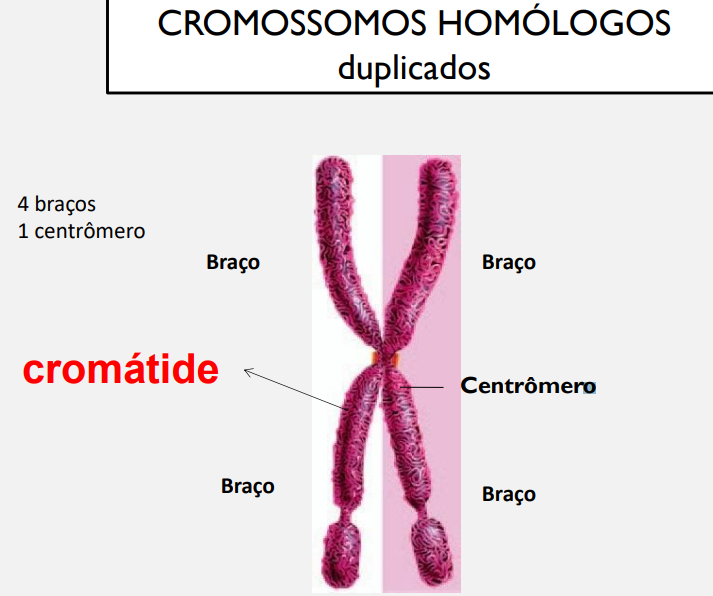 CROMOSSOMOS HOMÓLOGOS
duplicados
4 braços
1 centrômero
Braço
Braço
cromátide
Centrômero
Braço
Braço